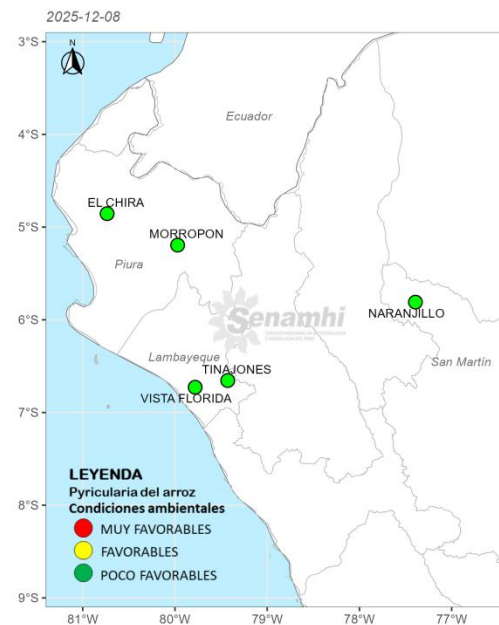 2025-12-08
3°S
N
Ecuador
4°S
EL CHIRA
5°S
MORROPON
Piura
NARANJILLO
6°S
Senamhi
Lambayeque
San Martin
TINAJONES
VISTA FLORIDA
7°S
LEYENDA
Pyricularia del arroz
Condiciones ambientales
8°S
MUY FAVORABLES
FAVORABLES
POCO FAVORABLES
9°S
81°W 80°W 79°W 78°W 77°W